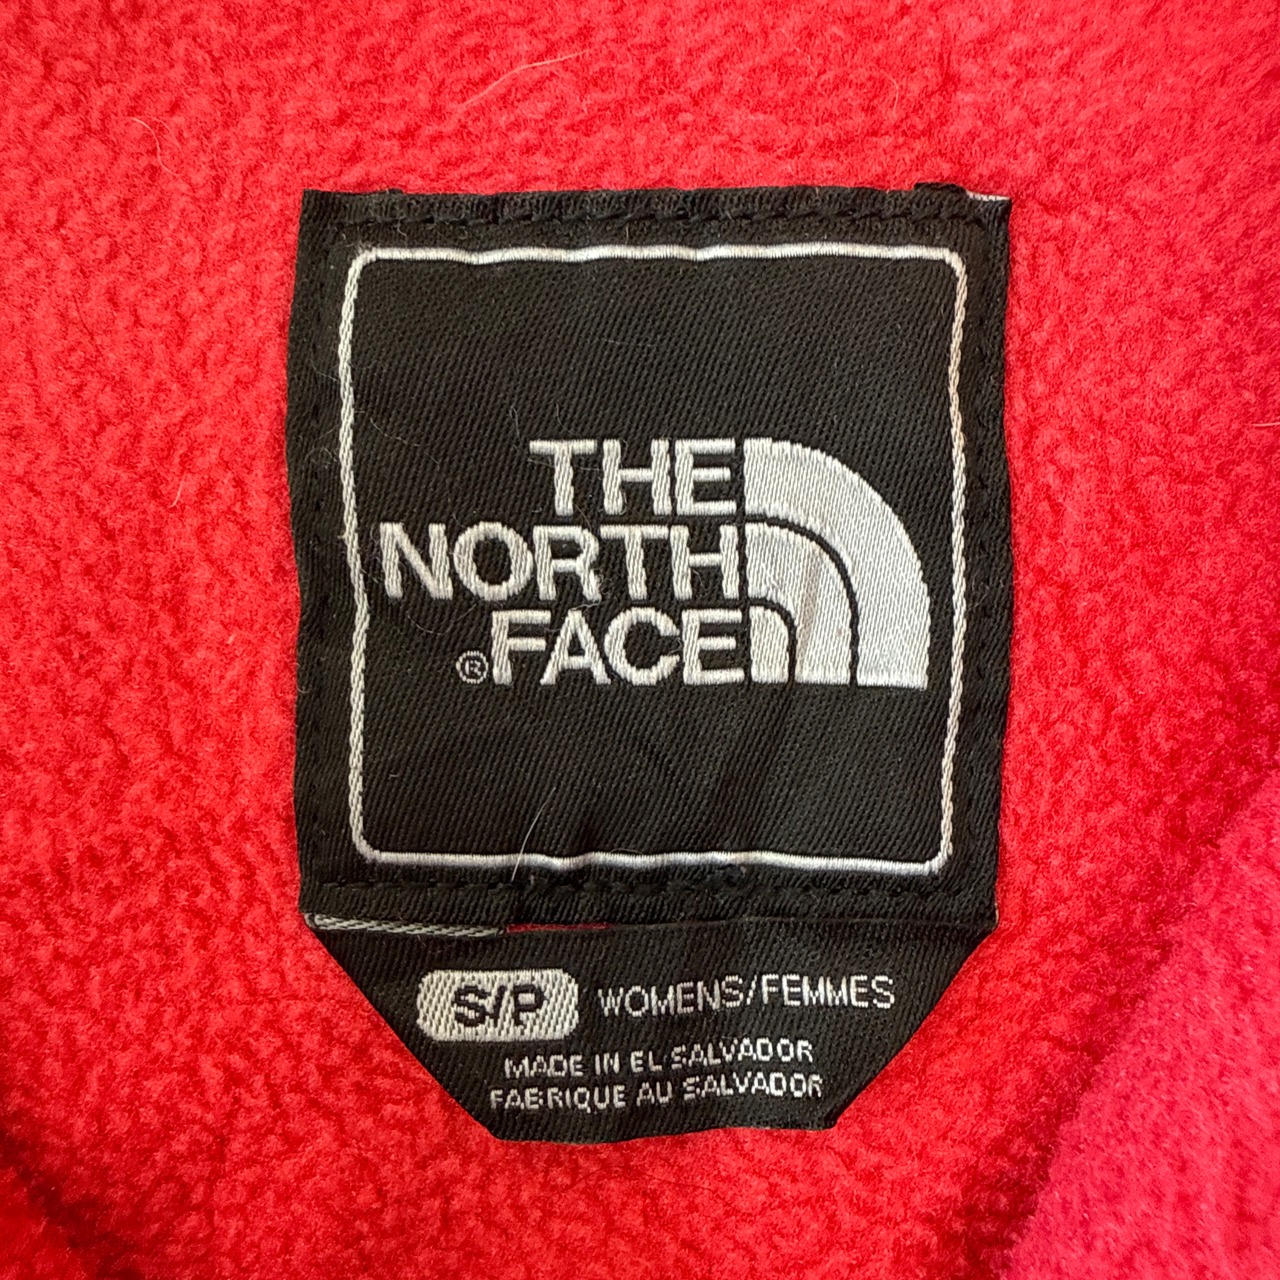 THE
NORTH
®FACE
S/P WOMENS/FEMMES
MADE IN EL SALVADOR
FABRIQUE AU SALVADOR